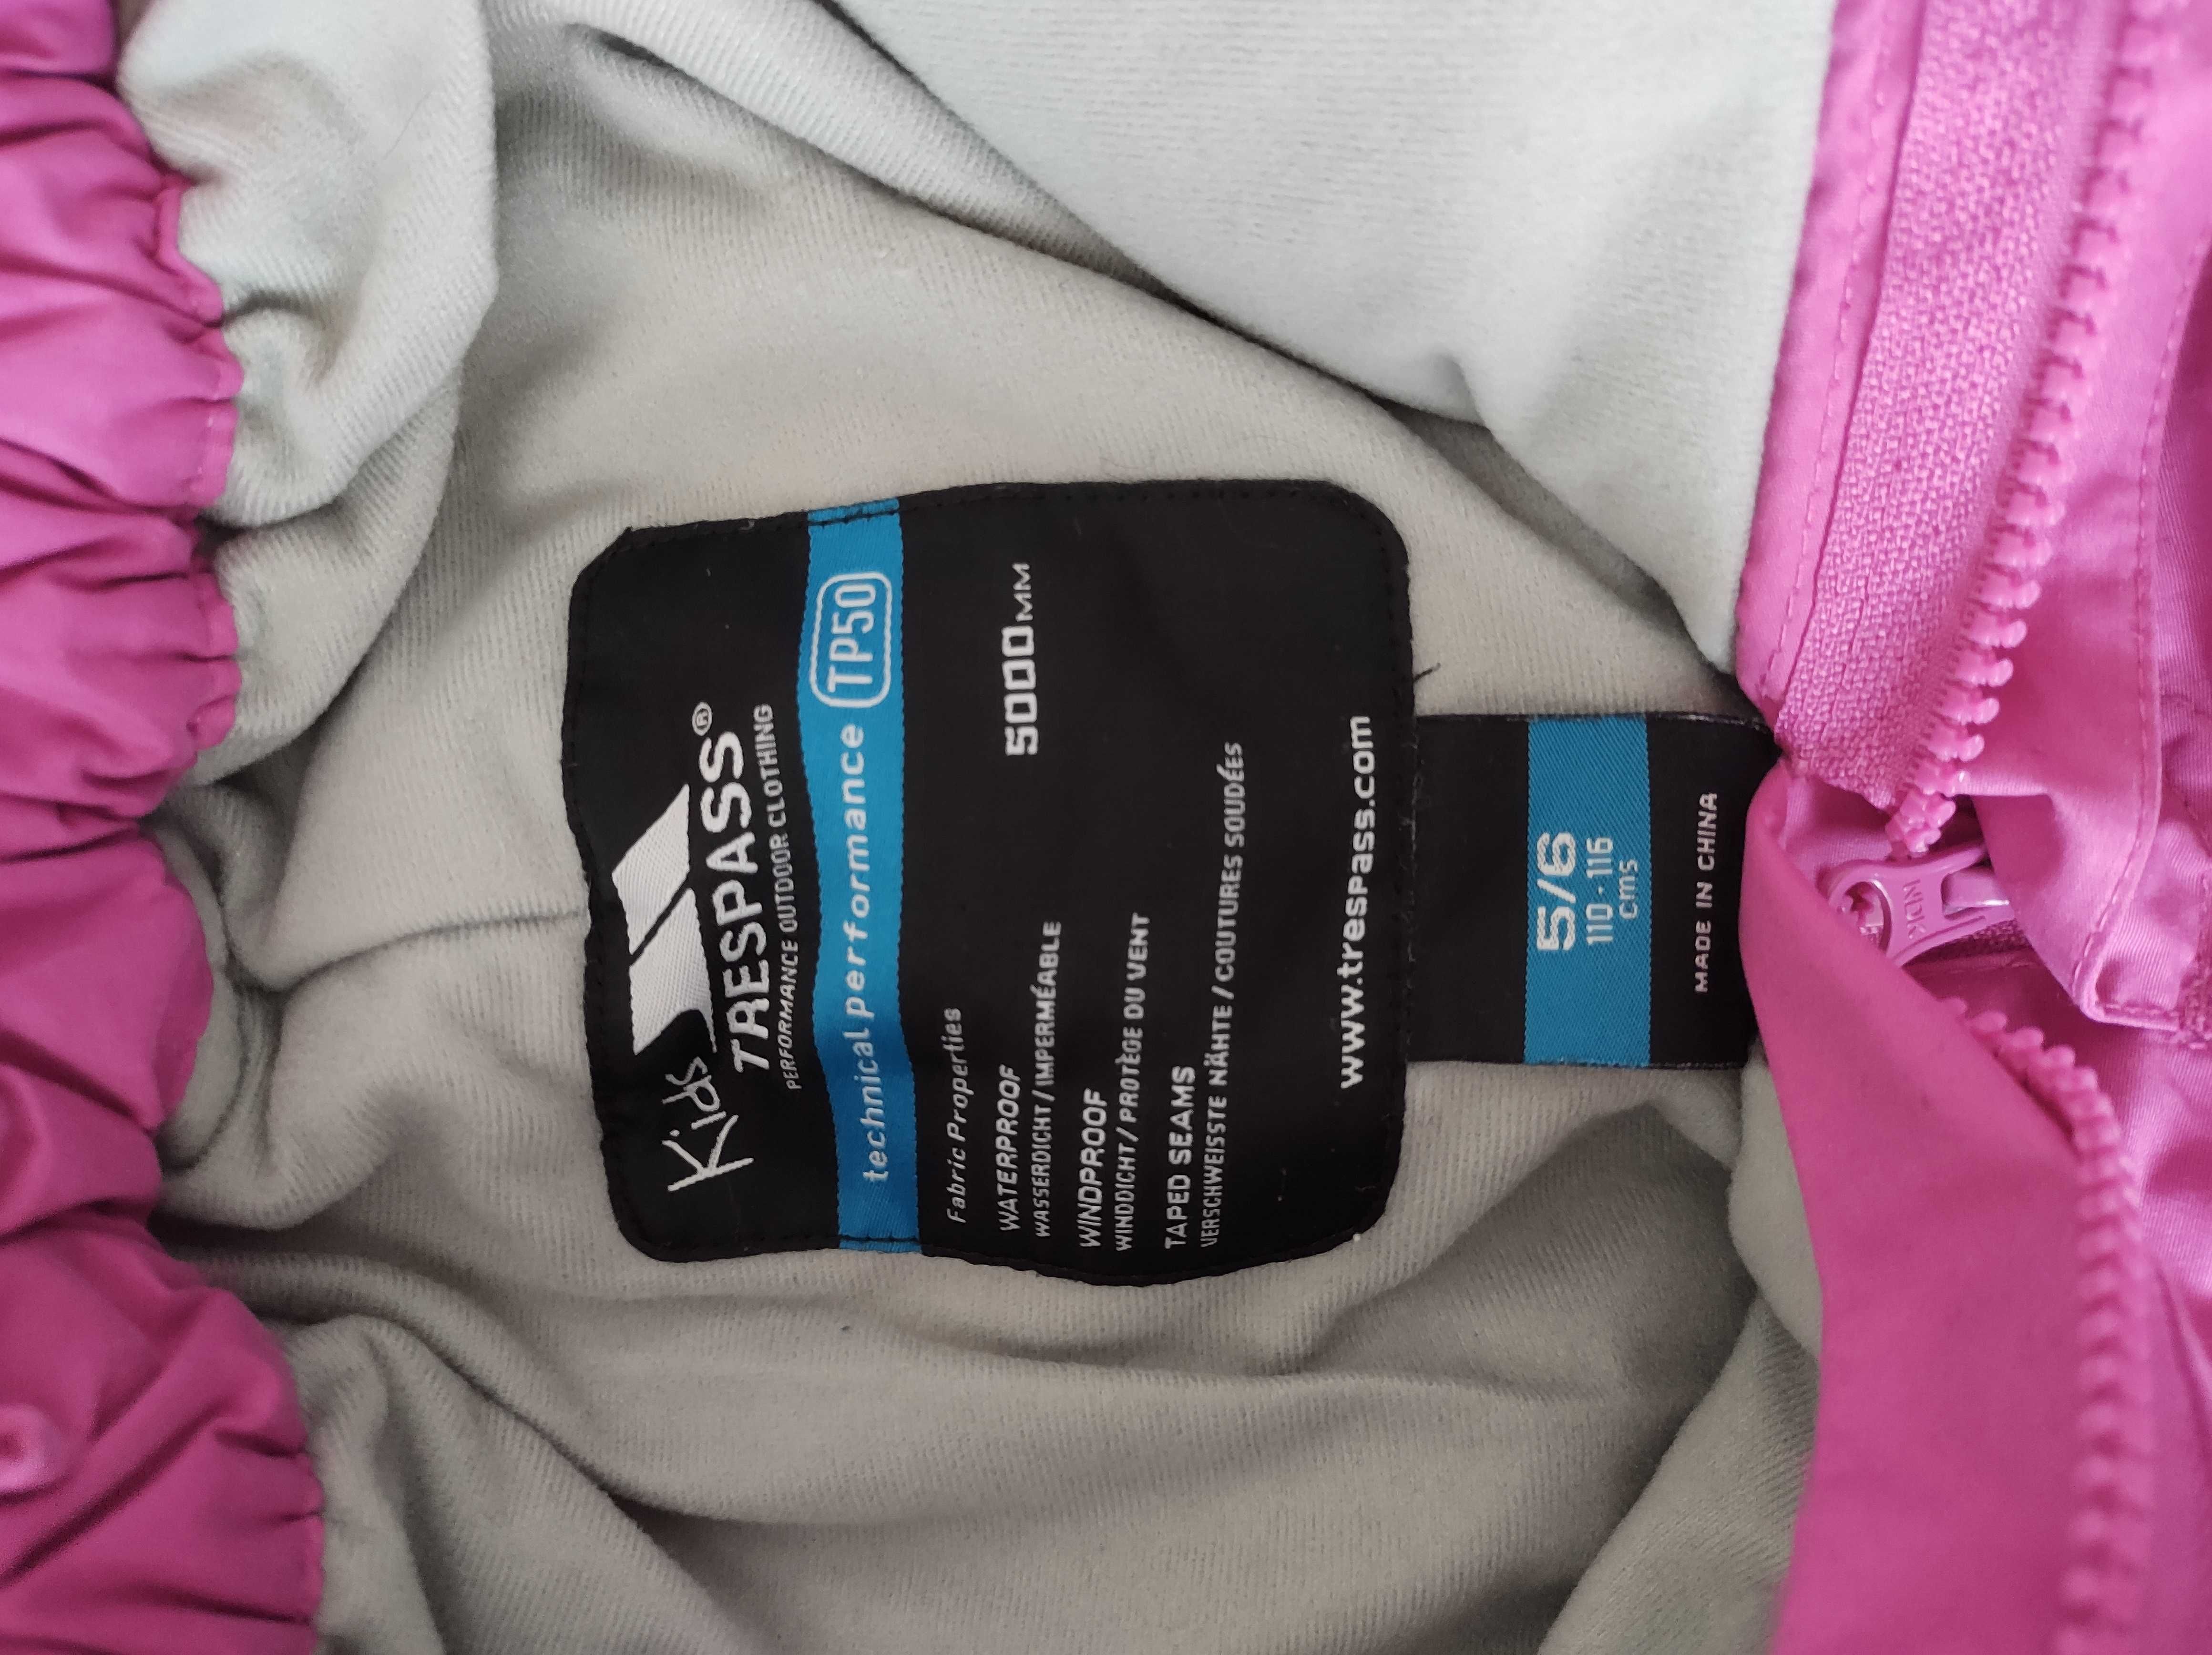 Kids
TRESPASS®
PERFORMANCE OUTDOOR CLOTHING
technical performance TP50
Fabric Properties
WATERPROOF 5000MM
WASSERDICHT / IMPERMÉABLE
WINDPROOF
WINDDICHT / PROTÈGE DU VENT
TAPED SEAMS
VERSCHWEISSTE NÄHTE / COUTURES SOUDÉES
www.trespass.com
5/6
110 - 116
cms
MADE IN CHINA